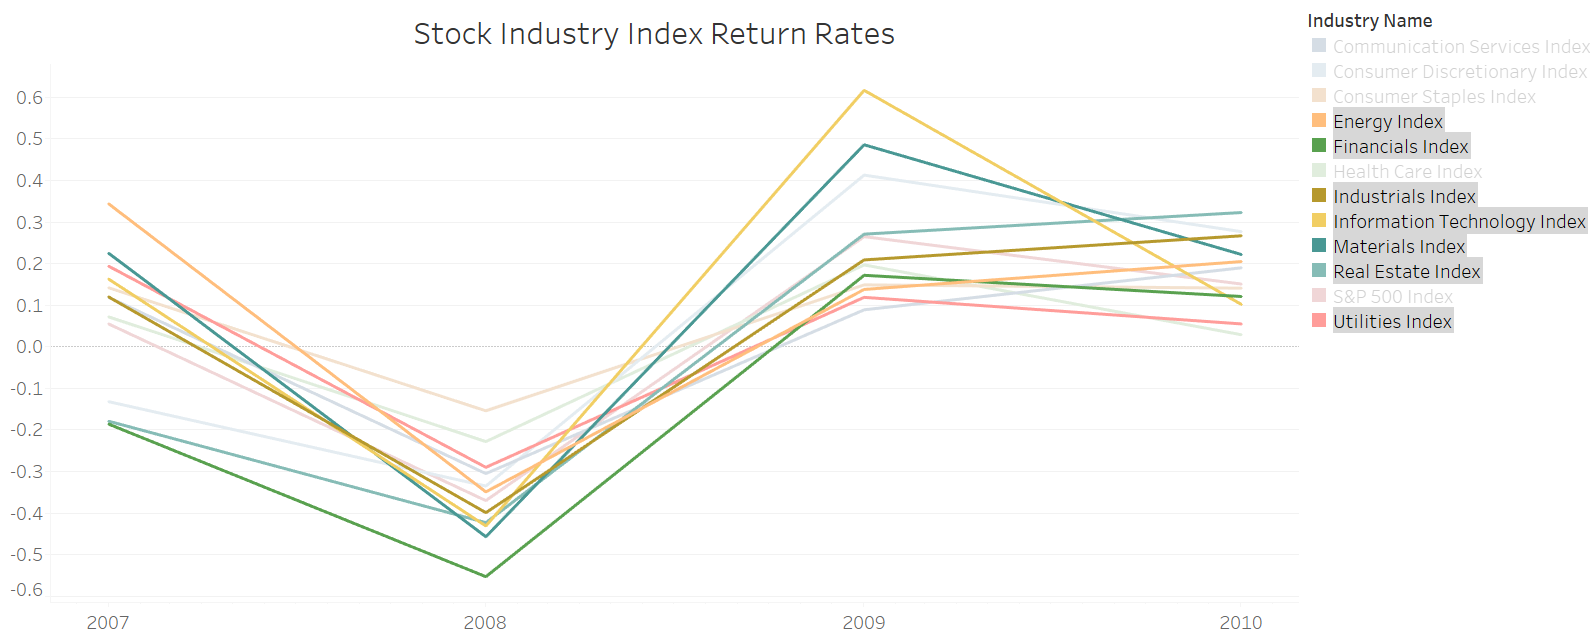 Stock Industry Index Return Rates
0.6
0.5
0.4
0.3
0.2
0.1
0.0
-0.1
-0.2
-0.3
-0.4
-0.5
-0.6
2007 2008 2009 2010
Industry Name
Communication Services Index
Consumer Discretionary Index
Consumer Staples Index
Energy Index
Financials Index
Health Care Index
Industrials Index
Information Technology Index
Materials Index
Real Estate Index
S&P 500 Index
Utilities Index